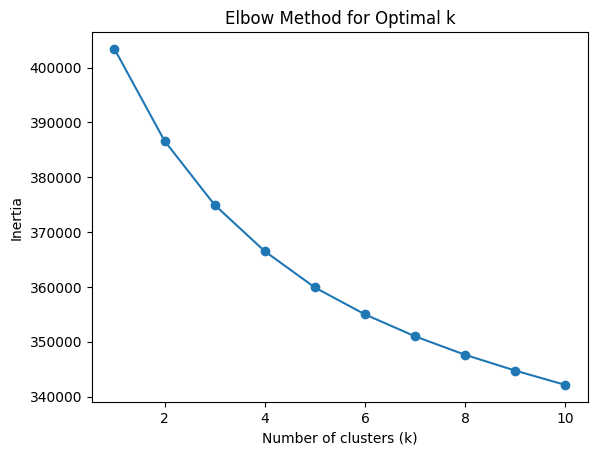 Elbow Method for Optimal k
400000
390000
380000
370000
360000
350000
340000
Inertia
2 4 6 8 10
Number of clusters (k)